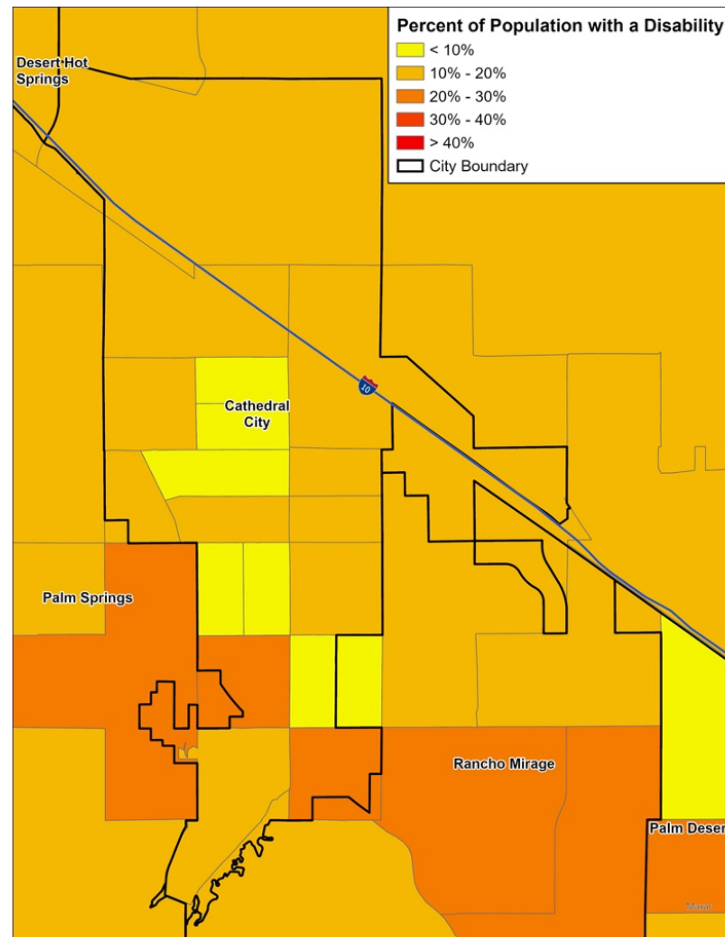 Percent of Population with a Disability
< 10%
10% - 20%
20% - 30%
30% - 40%
> 40%
City Boundary
Desert Hot
Springs
10
Cathedral
City
Palm Springs
Rancho Mirage
Palm Deser
Maxar